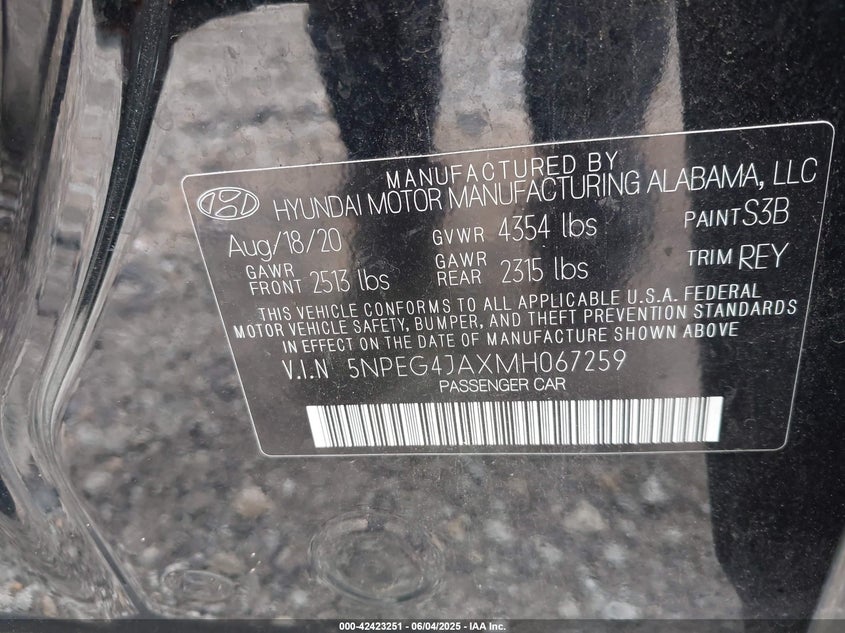 MANUFACTURED BY
HYUNDAI MOTOR MANUFACTURING ALABAMA, LLC
Aug/18/20 GVWR 4354 lbs PAINT S3B
GAWR FRONT 2513 lbs GAWR REAR 2315 lbs TRIM REY
THIS VEHICLE CONFORMS TO ALL APPLICABLE U.S.A. FEDERAL
MOTOR VEHICLE SAFETY, BUMPER, AND THEFT PREVENTION STANDARDS
IN EFFECT ON THE DATE OF MANUFACTURE SHOWN ABOVE
V.I.N 5NPEG4JAXMH067259
PASSENGER CAR
000-42423251 - 06/04/2025 - IAA Inc.